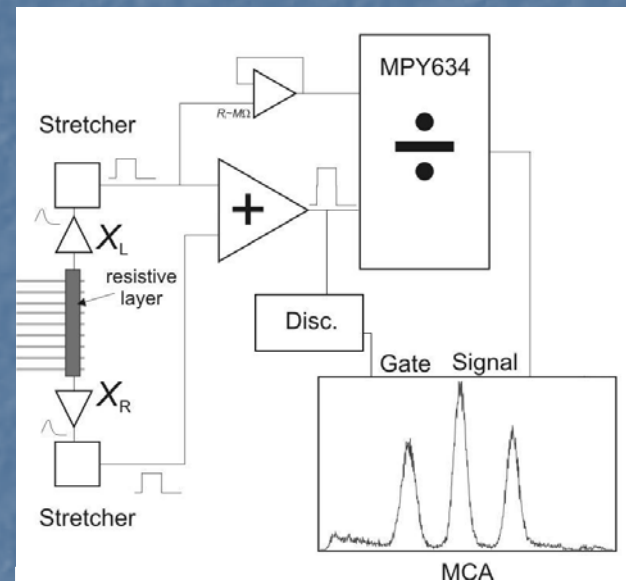 MPY634
÷
Stretcher
R~MΩ
+
X_L
resistive
layer
Disc.
Gate Signal
X_R
Stretcher
MCA